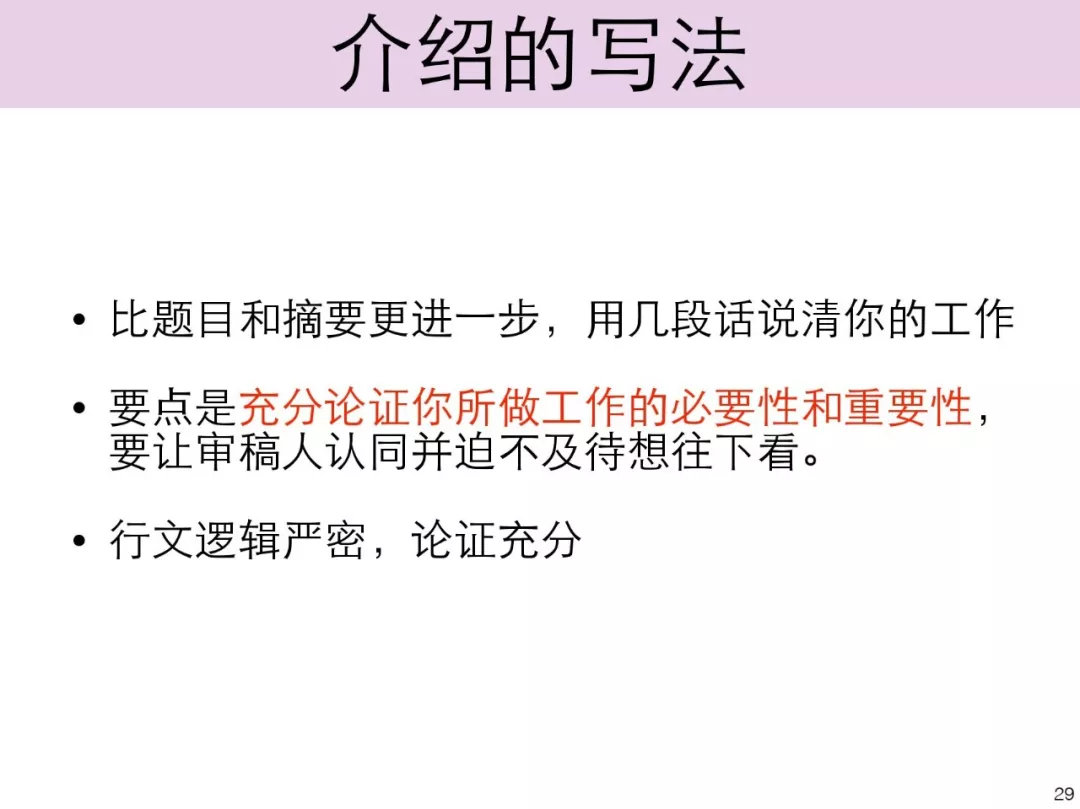 介绍的写法
• 比题目和摘要更进一步，用几段话说清你的工作
• 要点是充分论证你所做工作的必要性和重要性，
要让审稿人认同并迫不及待想往下看。
• 行文逻辑严密，论证充分
29